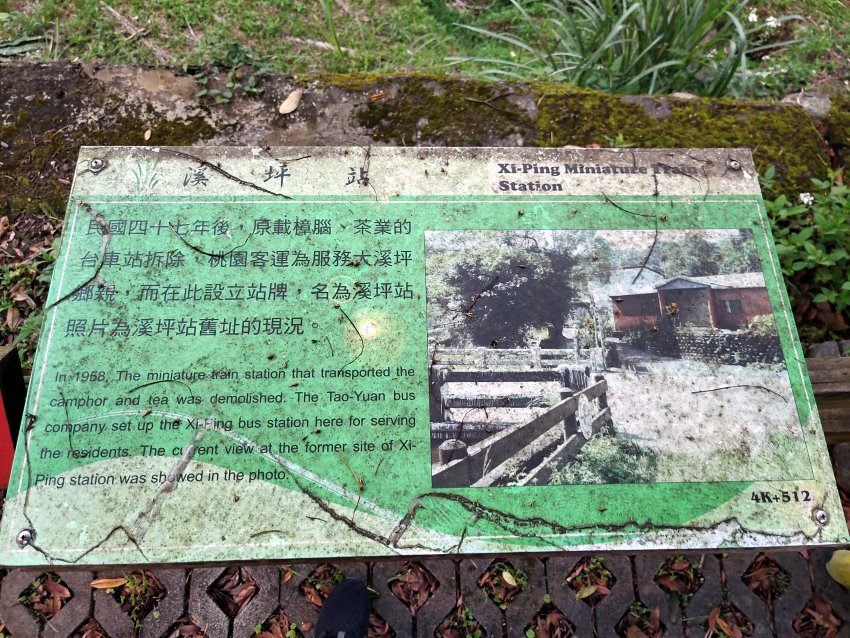 溪坪站
Xi-Ping Miniature Train
Station
民國四十七年後，原載樟腦、茶業的
台車站拆除，桃園客運為服務大溪坪
鄉親，而在此設立站牌，名為溪坪站
照片為溪坪站舊址的現況。
In 1958, The miniature train station that transported the
camphor and tea was demolished. The Tao-Yuan bus
company set up the Xi-Ping bus station here for serving
the residents. The current view at the former site of Xi-
Ping station was showed in the photo.
4K+512